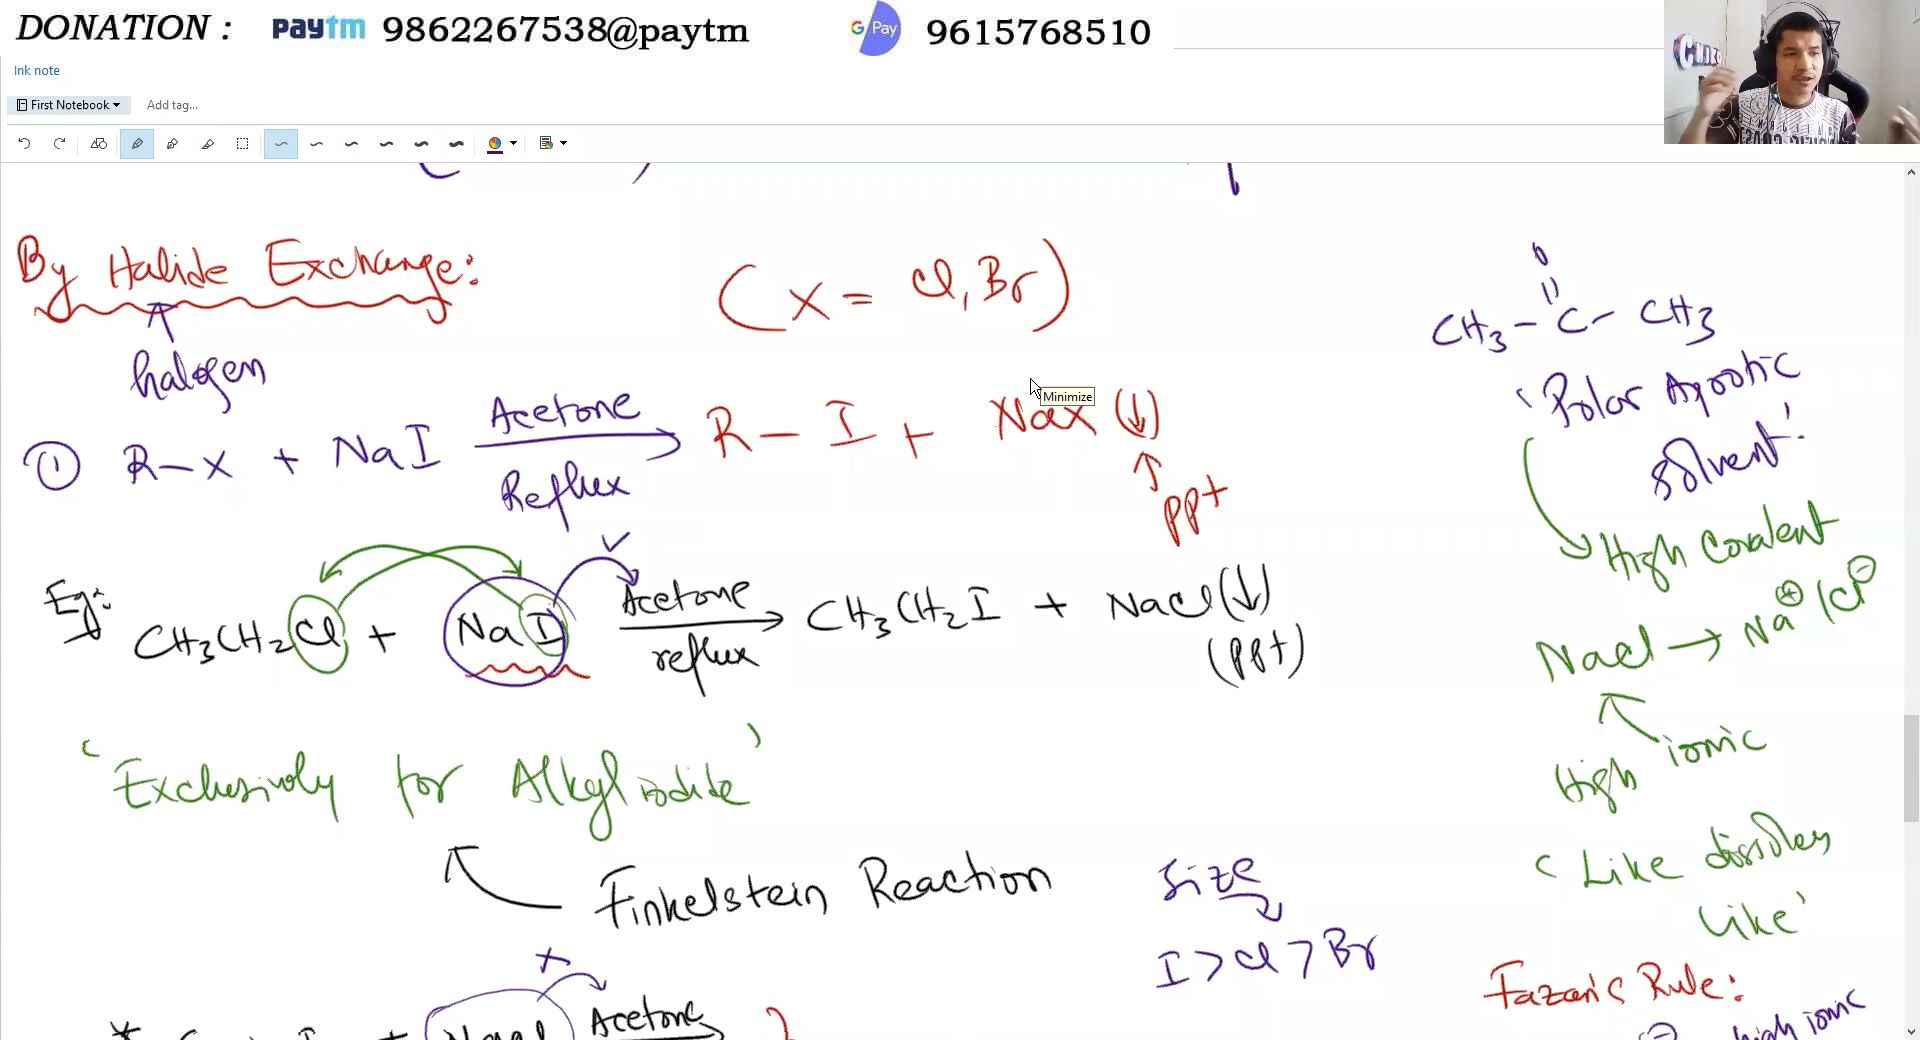 DONATION : paytm 9862267538@paytm G Pay 9615768510
Ink note
First Notebook Add tag...
By Halide Exchange:
(X = Cl, Br)
halogen
① R-X + NaI Acetone Reflux R-I + NaX (↓)
Minimize
ppt
Eg: CH3CH2Cl + NaI Acetone reflux CH3CH2I + NaCl(↓)
(ppt)
'Exclusively for Alkyl iodide'
Finkelstein Reaction
Size
I > Cl > Br
Acetone
O
CH3 - C - CH3
'Polar Aprotic
solvent'
High Covalent
NaCl → Na⊕ / Cl⊖
High ionic
'Like dissolves
like'
Fazan's Rule:
high ionic